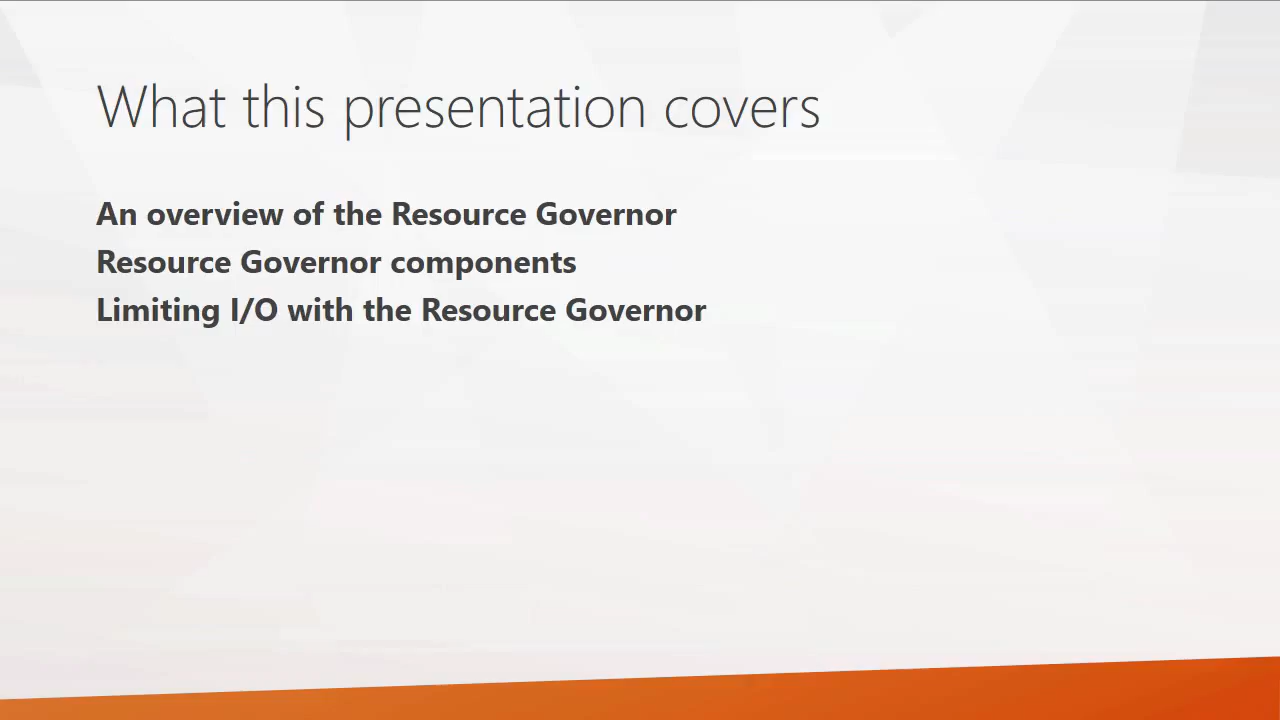 What this presentation covers
An overview of the Resource Governor
Resource Governor components
Limiting I/O with the Resource Governor